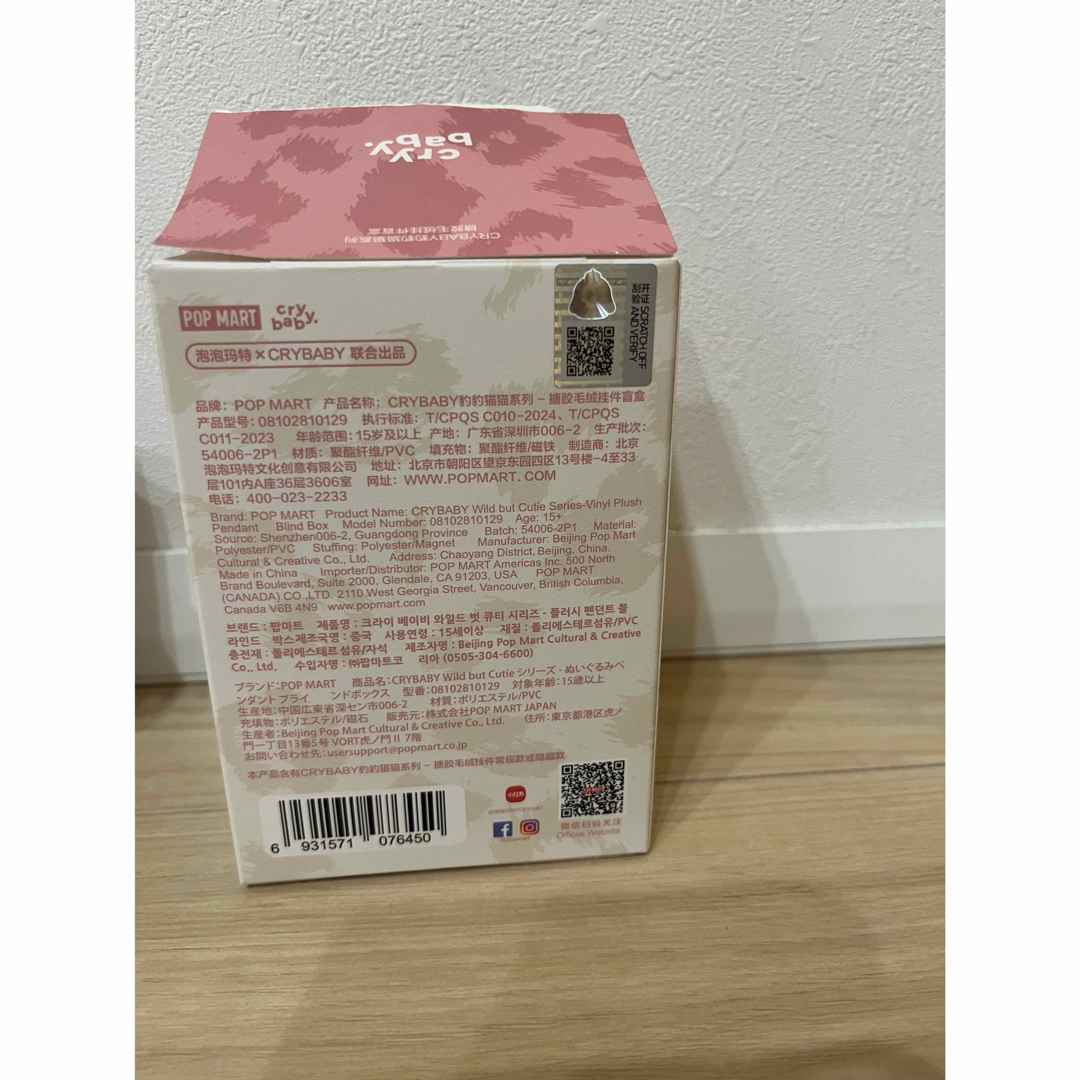 cry
baby.
CRYBABY豹豹猫猫系列
搪胶毛绒挂件盲盒
POP MART cry baby.
泡泡玛特×CRYBABY 联合出品
刮开验证 SCRATCH OFF AND VERIFY
品牌：POP MART 产品名称：CRYBABY豹豹猫猫系列 – 搪胶毛绒挂件盲盒
产品型号：08102810129 执行标准：T/CPQS C010-2024、T/CPQS
C011-2023 年龄范围：15岁及以上 产地：广东省深圳市006-2 生产批次：
54006-2P1 材质：聚酯纤维/PVC 填充物：聚酯纤维/磁铁 制造商：北京
泡泡玛特文化创意有限公司 地址：北京市朝阳区望京东园四区13号楼-4至33
层101内A座36层3606室 网址：WWW.POPMART.COM
电话：400-023-2233
Brand: POP MART Product Name: CRYBABY Wild but Cutie Series-Vinyl Plush
Pendant Blind Box Model Number: 08102810129 Age: 15+
Source: Shenzhen006-2, Guangdong Province Batch: 54006-2P1 Material:
Polyester/PVC Stuffing: Polyester/Magnet Manufacturer: Beijing Pop Mart
Cultural & Creative Co., Ltd. Address: Chaoyang District, Beijing, China.
Made in China Importer/Distributor: POP MART Americas Inc. 500 North
Brand Boulevard, Suite 2000, Glendale, CA 91203, USA POP MART
(CANADA) CO.,LTD. 2110 West Georgia Street, Vancouver, British Columbia,
Canada V6B 4N9 www.popmart.com
브랜드 : 팝마트 제품명 : 크라이 베이비 와일드 벗 큐티 시리즈 - 플러시 펜던트 블
라인드 박스제조국명 : 중국 사용연령 : 15세이상 재질 : 폴리에스테르섬유/PVC
충전재 : 폴리에스테르섬유/자석 제조자명 : Beijing Pop Mart Cultural & Creative
Co., Ltd. 수입자명 : ㈜팝마트코 리아 (0505-304-6600)
ブランド:POP MART 商品名:CRYBABY Wild but Cutie シリーズ - ぬいぐるみペ
ンダント ブライ ンドボックス 型番:08102810129 対象年齢:15歳以上
生産地:中国広東省深セン市006-2 材質:ポリエステル/PVC
充填物:ポリエステル/磁石 販売元:株式会社POP MART JAPAN
生産者:Beijing Pop Mart Cultural & Creative Co., Ltd. 住所:東京都港区虎ノ
門一丁目13番5号 VORT虎ノ門 II 7階
お問い合わせ先:usersupport@popmart.co.jp
本产品含有CRYBABY豹豹猫猫系列 – 搪胶毛绒挂件常规款或隐藏款
6 931571 076450
小红书
微信扫码关注
Official Website